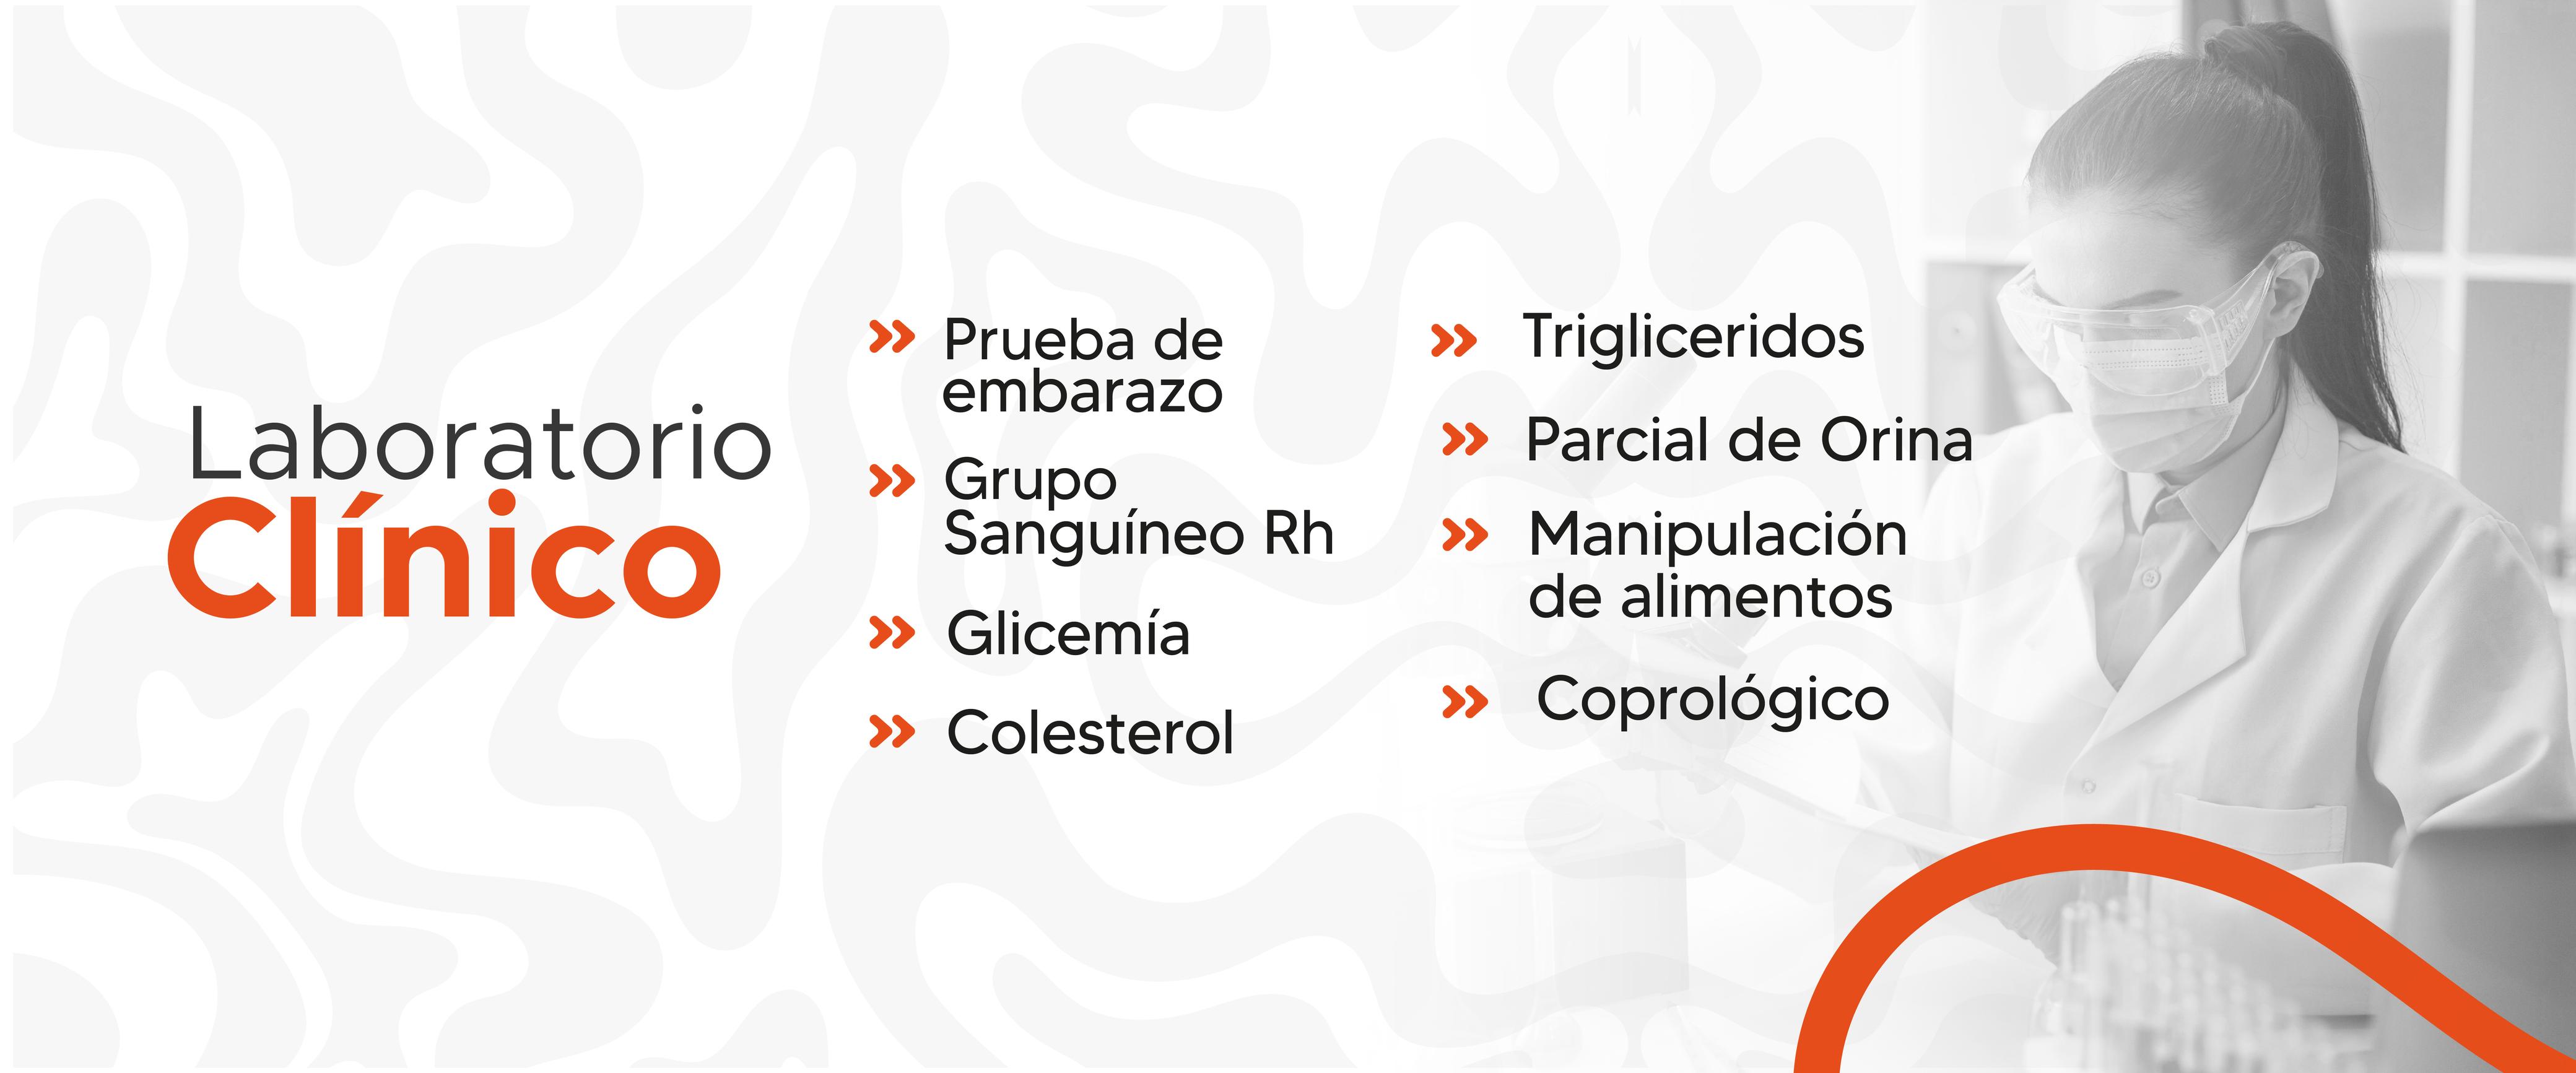 Laboratorio
Clínico
Prueba de
embarazo
Grupo
Sanguíneo Rh
Glicemía
Colesterol
Trigliceridos
Parcial de Orina
Manipulación
de alimentos
Coprológico